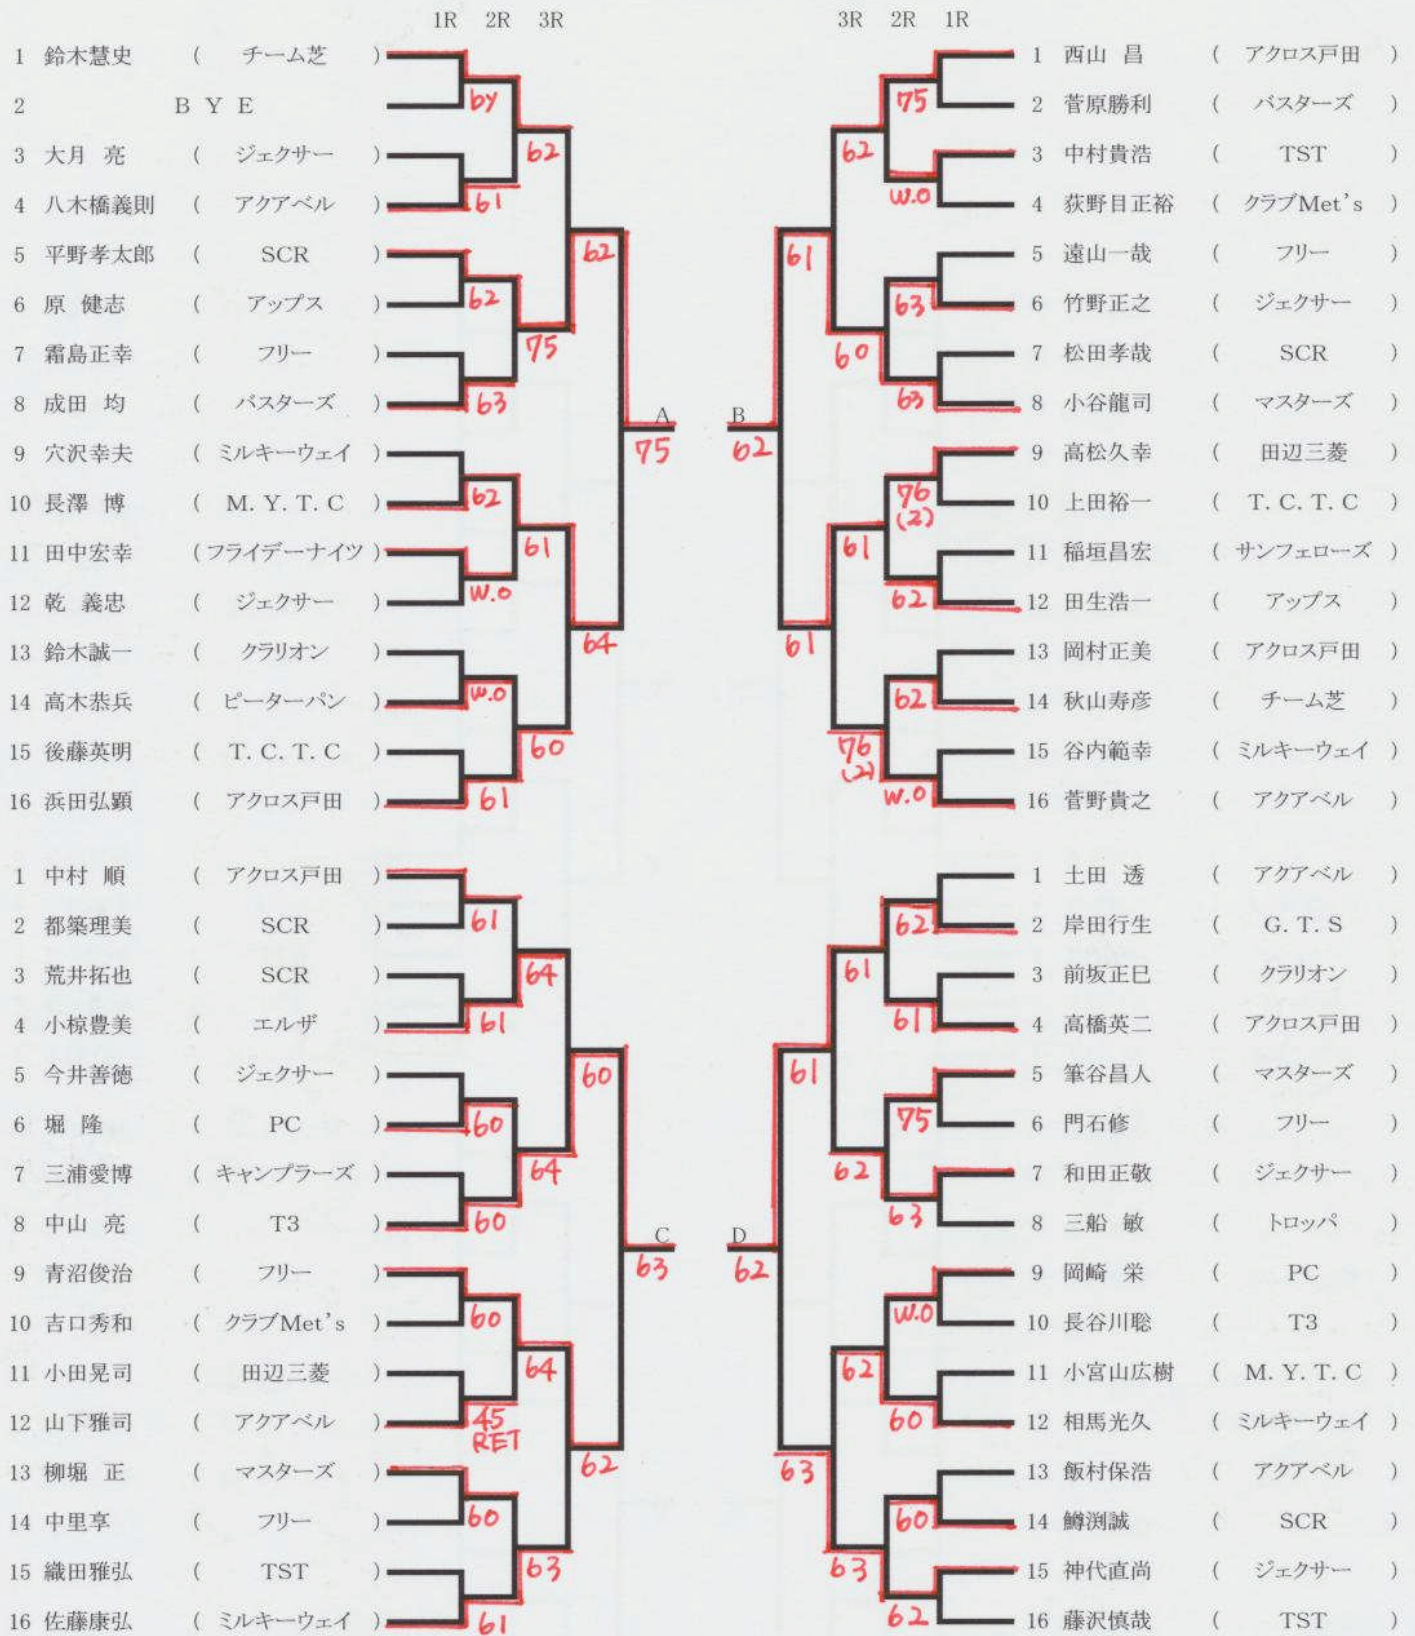 1R 2R 3R
1 鈴木慧史 ( チーム芝 )
2 B Y E
by
3 大月 亮 ( ジェクサー )
62
4 八木橋義則 ( アクアベル )
61
5 平野孝太郎 ( SCR )
62
6 原 健志 ( アップス )
62
7 霜島正幸 ( フリー )
75
8 成田 均 ( バスターズ )
63
A
75
9 穴沢幸夫 ( ミルキーウェイ )
10 長澤 博 ( M. Y. T. C )
62
11 田中宏幸 ( フライデーナイツ )
61
12 乾 義忠 ( ジェクサー )
W.O
13 鈴木誠一 ( クラリオン )
64
14 高木恭兵 ( ピーターパン )
W.O
15 後藤英明 ( T. C. T. C )
60
16 浜田弘顕 ( アクロス戸田 )
61
3R 2R 1R
1 西山 昌 ( アクロス戸田 )
75
2 菅原勝利 ( バスターズ )
62
3 中村貴浩 ( TST )
W.O
4 荻野目正裕 ( クラブMet's )
61
5 遠山一哉 ( フリー )
63
6 竹野正之 ( ジェクサー )
60
7 松田孝哉 ( SCR )
63
8 小谷龍司 ( マスターズ )
B
62
9 高松久幸 ( 田辺三菱 )
76
(2)
10 上田裕一 ( T. C. T. C )
61
11 稲垣昌宏 ( サンフェローズ )
62
12 田生浩一 ( アップス )
61
13 岡村正美 ( アクロス戸田 )
62
14 秋山寿彦 ( チーム芝 )
76
(2)
15 谷内範幸 ( ミルキーウェイ )
W.O
16 菅野貴之 ( アクアベル )
1 中村 順 ( アクロス戸田 )
2 都築理美 ( SCR )
61
3 荒井拓也 ( SCR )
64
4 小椋豊美 ( エルザ )
61
5 今井善徳 ( ジェクサー )
60
6 堀 隆 ( PC )
60
7 三浦愛博 ( キャンプラーズ )
64
8 中山 亮 ( T3 )
60
C
63
9 青沼俊治 ( フリー )
10 吉口秀和 ( クラブMet's )
60
11 小田晃司 ( 田辺三菱 )
64
12 山下雅司 ( アクアベル )
45
RET
13 柳堀 正 ( マスターズ )
62
14 中里享 ( フリー )
60
15 織田雅弘 ( TST )
63
16 佐藤康弘 ( ミルキーウェイ )
61
1 土田 透 ( アクアベル )
2 岸田行生 ( G. T. S )
62
3 前坂正巳 ( クラリオン )
61
4 高橋英二 ( アクロス戸田 )
61
5 筆谷昌人 ( マスターズ )
61
6 門石修 ( フリー )
75
7 和田正敬 ( ジェクサー )
62
8 三船 敏 ( トロッパ )
63
D
62
9 岡崎 栄 ( PC )
10 長谷川聡 ( T3 )
W.O
11 小宮山広樹 ( M. Y. T. C )
62
12 相馬光久 ( ミルキーウェイ )
60
13 飯村保浩 ( アクアベル )
63
14 鱒渕誠 ( SCR )
60
15 神代直尚 ( ジェクサー )
63
16 藤沢慎哉 ( TST )
62